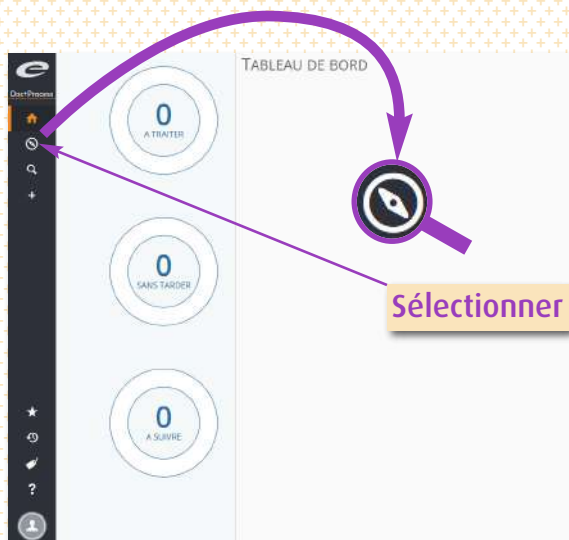 TABLEAU DE BORD
Doc+Process
0
A TRAITER
0
SANS TARDER
Sélectionner
0
A SUIVRE
?